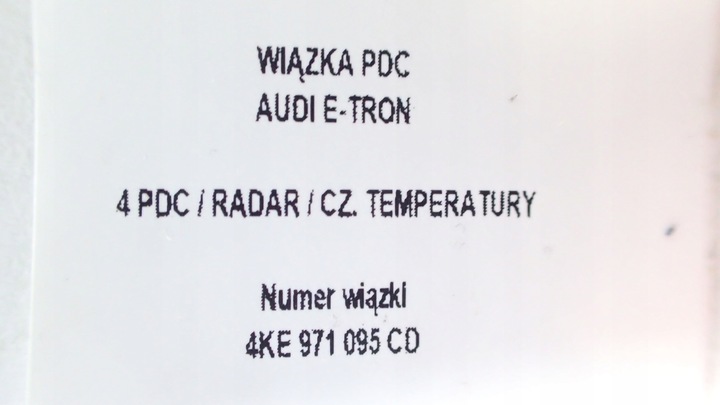 WIĄZKA PDC
AUDI E-TRON
4 PDC / RADAR / CZ. TEMPERATURY
Numer wiązki
4KE 971 095 CD